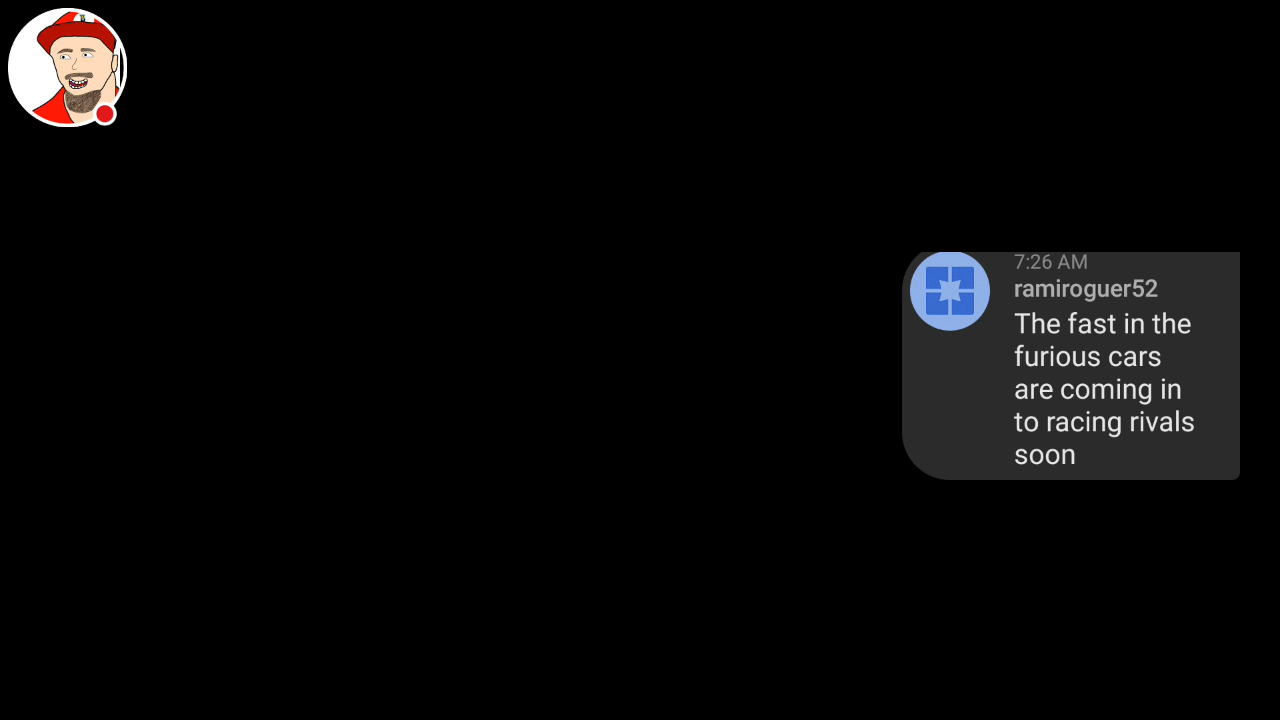 7:26 AM
ramiroguer52
The fast in the
furious cars
are coming in
to racing rivals
soon